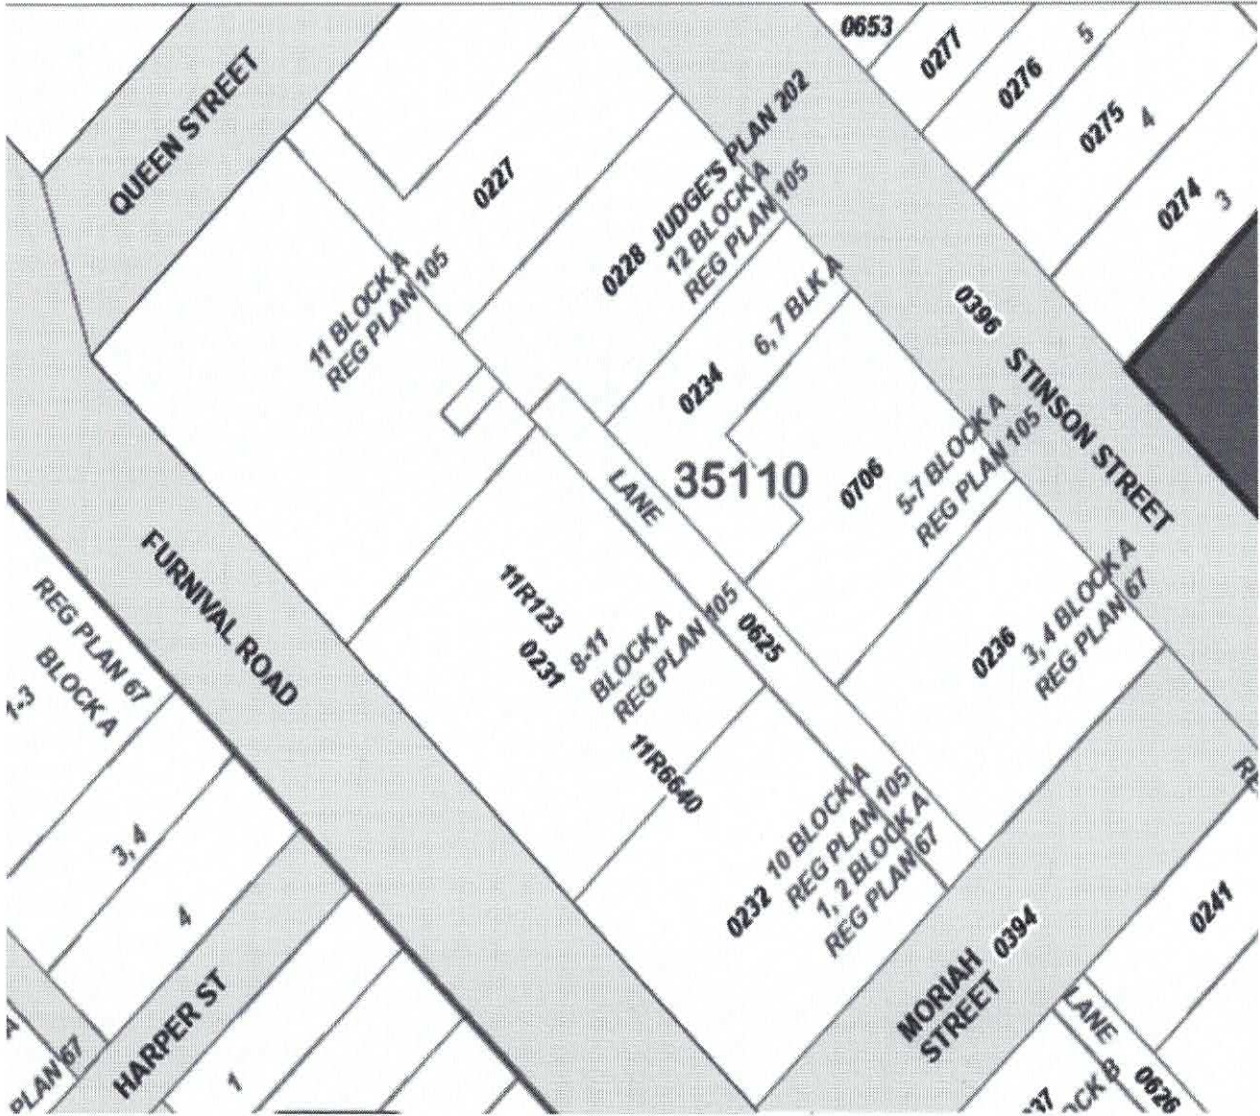 0653
0277
0276
5
0275
4
0274
3
QUEEN STREET
0227
0228 JUDGE'S PLAN 202
12 BLOCK A
REG PLAN 105
11 BLOCK A
REG PLAN 105
0234 6, 7 BLK A
0396 STINSON STREET
35110
LANE
0706
5-7 BLOCK A
REG PLAN 105
FURNIVAL ROAD
11R123
0231
8-11
BLOCK A
REG PLAN 105
0625
0236
3, 4 BLOCK A
REG PLAN 67
REG PLAN 67
BLOCK A
1-3
11R6640
3, 4
4
0232
10 BLOCK A
REG PLAN 105
1, 2 BLOCK A
REG PLAN 67
0241
MORIAH
STREET
0394
HARPER ST
1
PLAN 67
LANE
0626